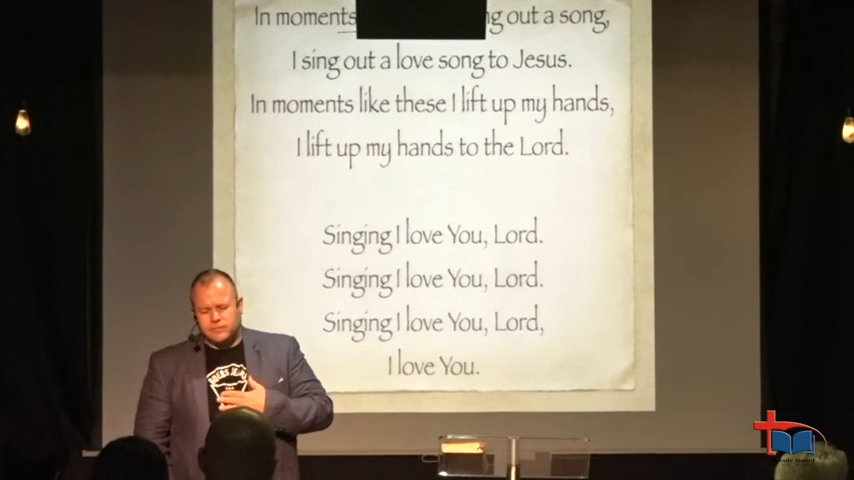 In moments ng out a song,
I sing out a love song to Jesus.
In moments like these I lift up my hands,
I lift up my hands to the Lord.
Singing I love You, Lord.
Singing I love You, Lord.
Singing I love You, Lord,
I love You.